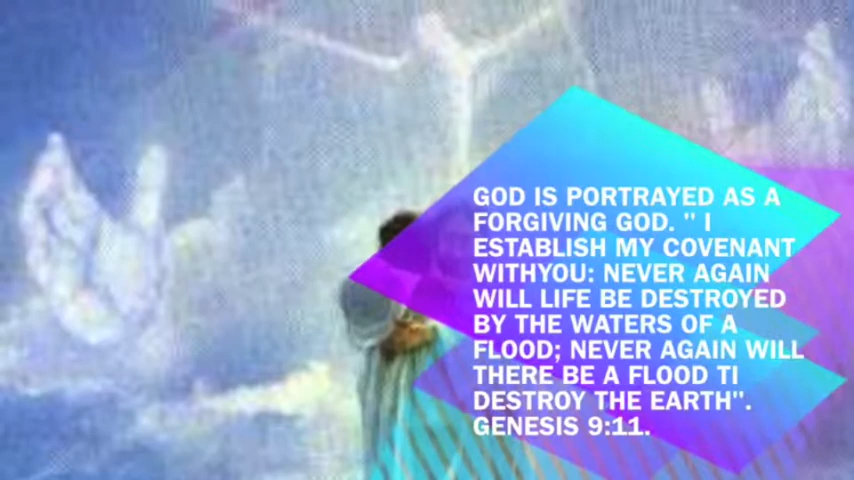 GOD IS PORTRAYED AS A
FORGIVING GOD. " I
ESTABLISH MY COVENANT
WITHYOU: NEVER AGAIN
WILL LIFE BE DESTROYED
BY THE WATERS OF A
FLOOD; NEVER AGAIN WILL
THERE BE A FLOOD TI
DESTROY THE EARTH".
GENESIS 9:11.